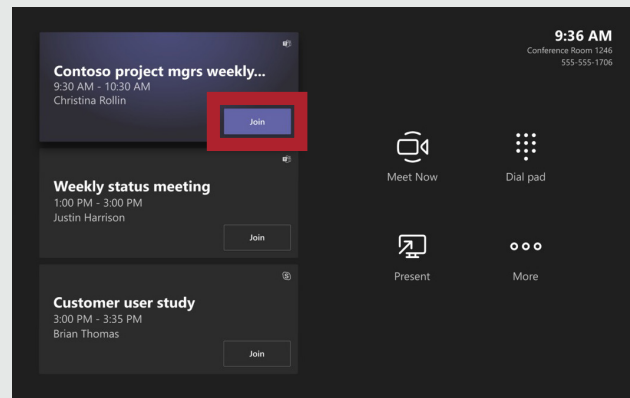 Contoso project mgrs weekly...
9:30 AM - 10:30 AM
Christina Rollin
Join
Weekly status meeting
1:00 PM - 3:00 PM
Justin Harrison
Join
Customer user study
3:00 PM - 3:35 PM
Brian Thomas
Join
9:36 AM
Conference Room 1246
555-555-1706
Meet Now
Dial pad
Present
More